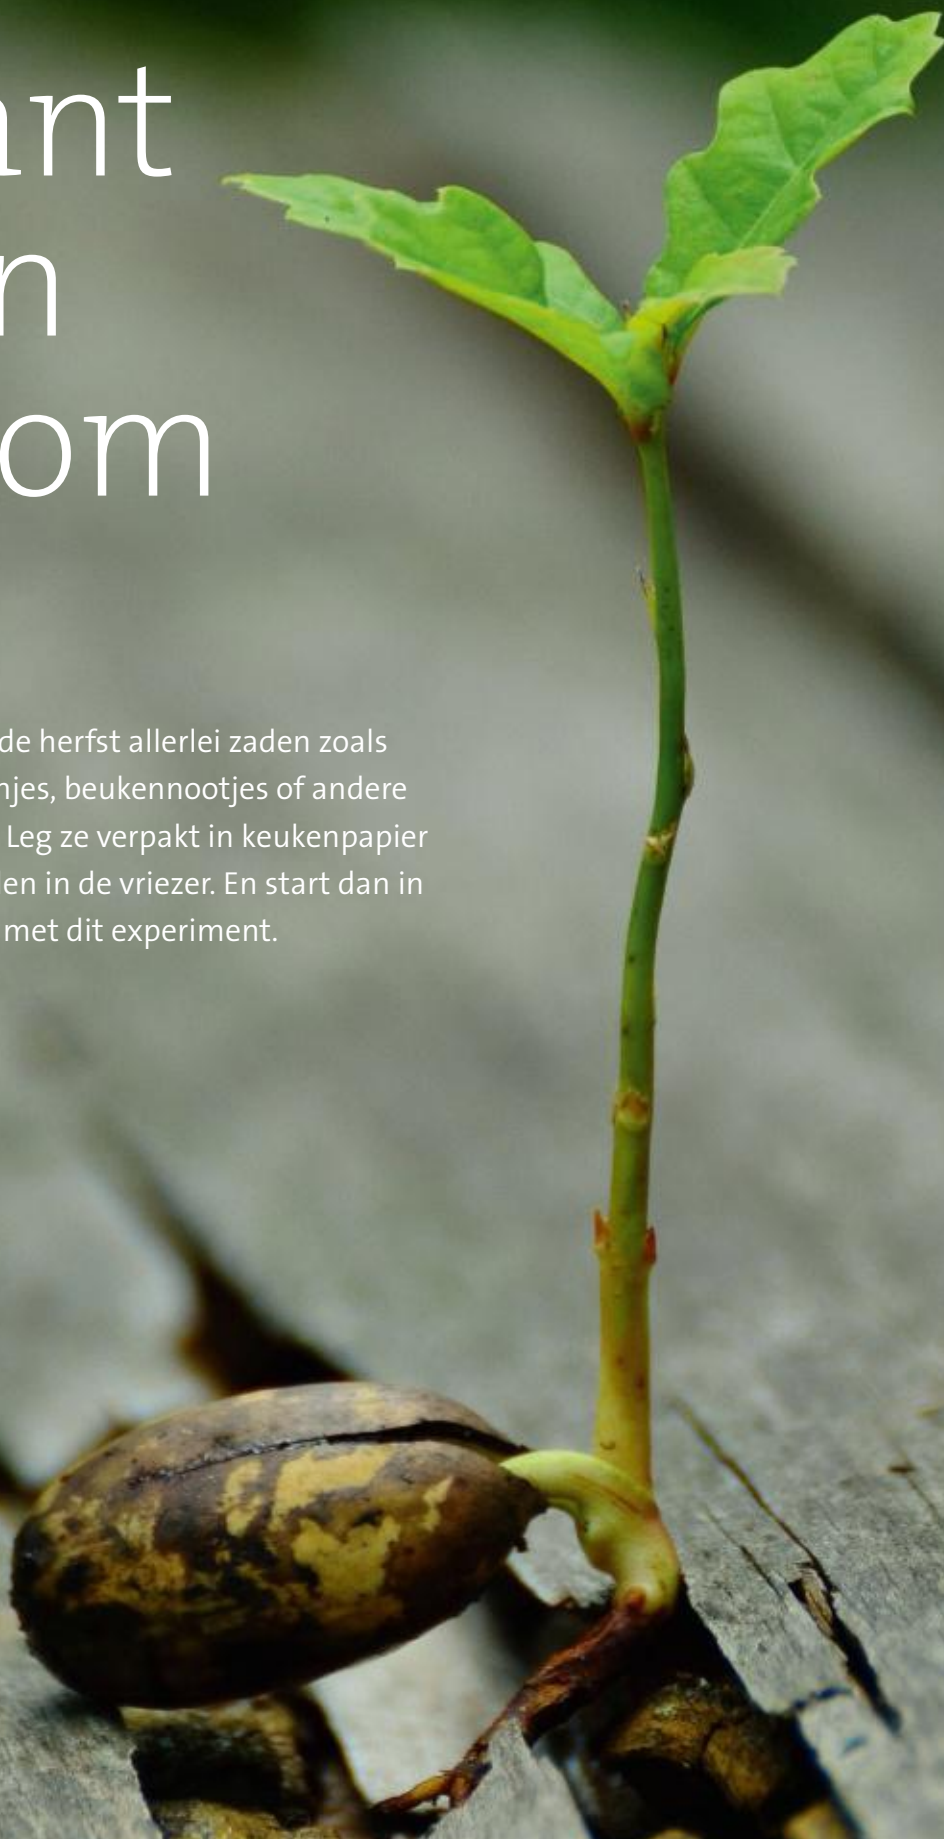 ant
n
om
de herfst allerlei zaden zoals
njes, beukennootjes of andere
Leg ze verpakt in keukenpapier
len in de vriezer. En start dan in
met dit experiment.